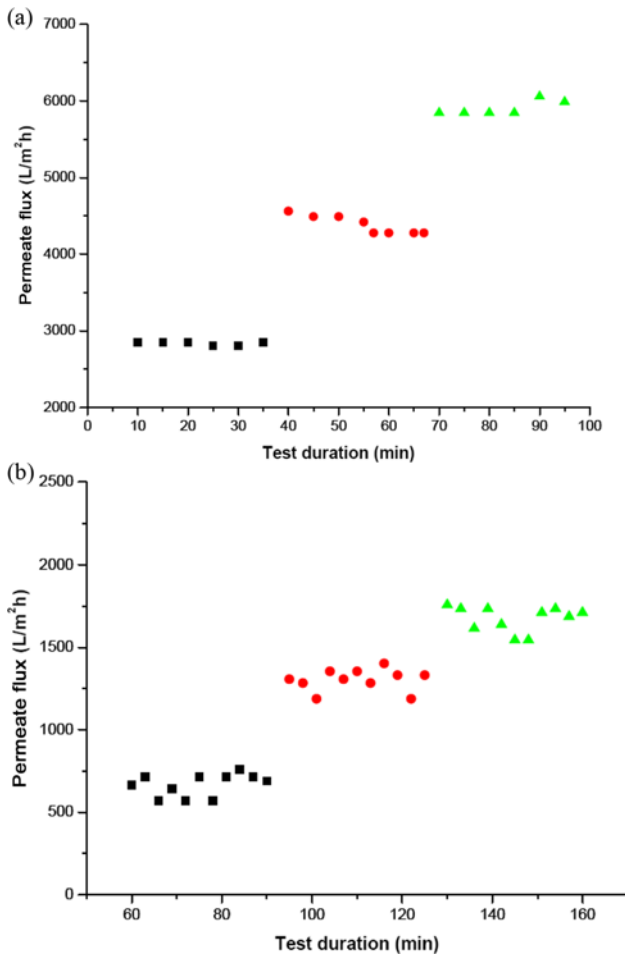 (a)
7000
6000
5000
4000
3000
2000
Permeate flux (L/m²h)
0 10 20 30 40 50 60 70 80 90 100
Test duration (min)
(b)
2500
2000
1500
1000
500
0
Permeate flux (L/m²h)
60 80 100 120 140 160
Test duration (min)